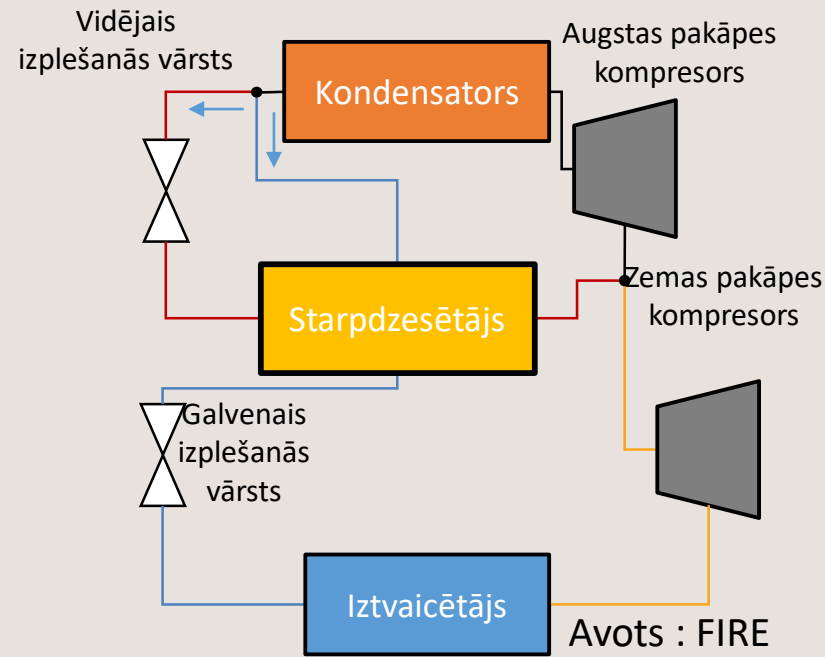 Vidējais
izplešanās vārsts
Augstas pakāpes
kompresors
Kondensators
Zemas pakāpes
kompresors
Starpdzesētājs
Galvenais
izplešanās
vārsts
Iztvaicētājs
Avots : FIRE